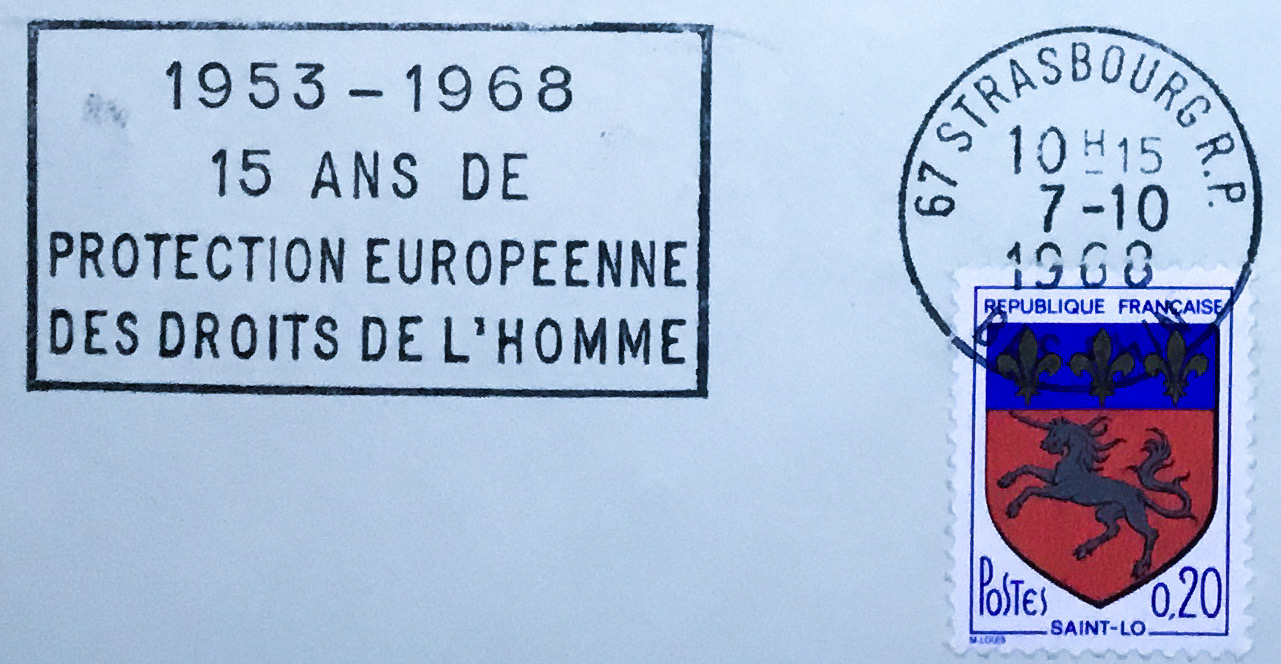 1953-1968
15 ANS DE
PROTECTION EUROPEENNE
DES DROITS DE L'HOMME
67 STRASBOURG R.P.
10 H 15
7-10
1968
REPUBLIQUE FRANÇAISE
POSTES 0,20
SAINT-LO